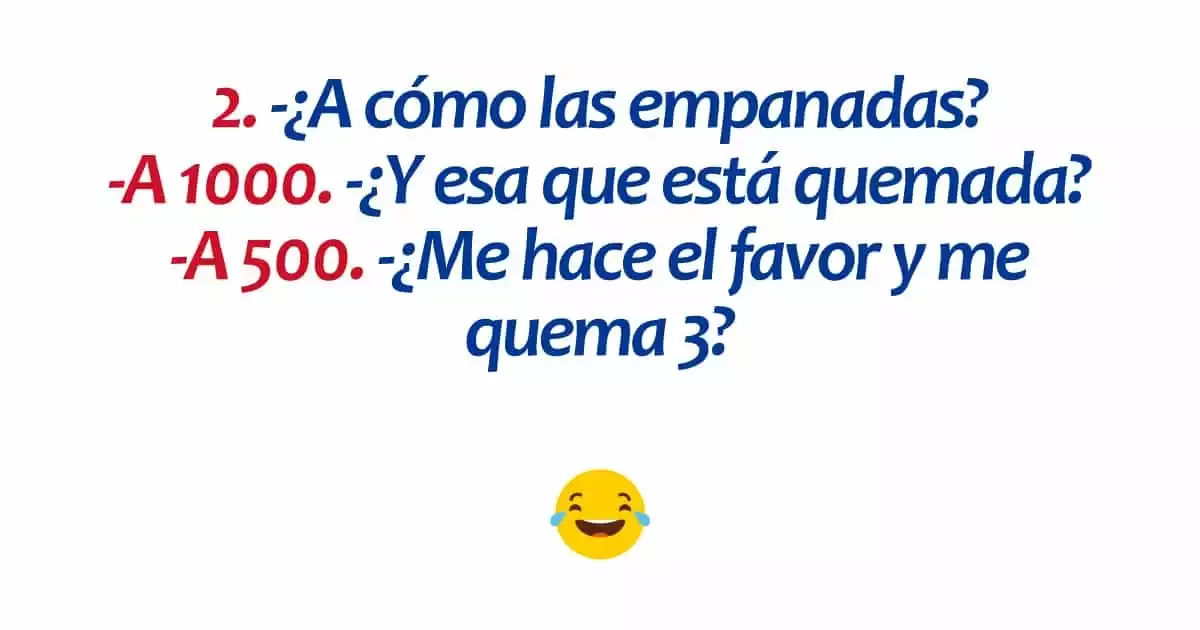 2. -¿A cómo las empanadas?
-A 1000. -¿Y esa que está quemada?
-A 500. -¿Me hace el favor y me
quema 3?